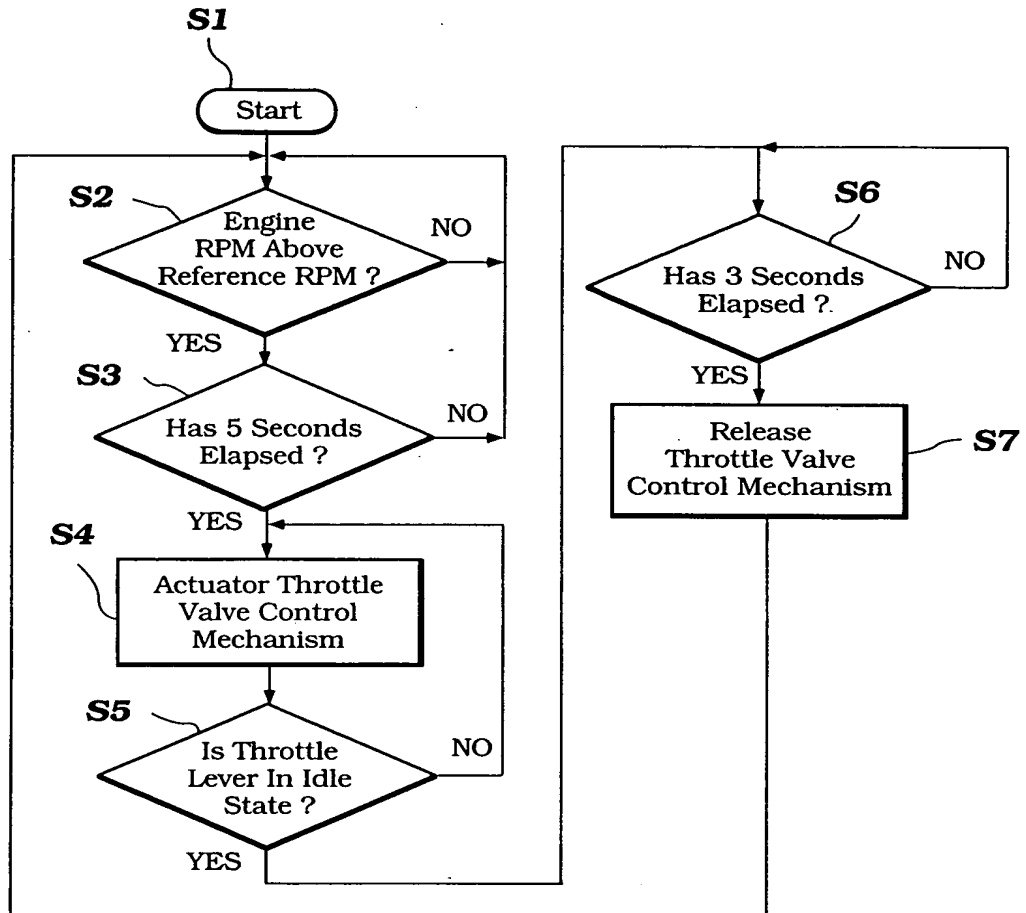 S1
Start
S2
Engine
RPM Above
Reference RPM ?
NO
YES
S3
Has 5 Seconds
Elapsed ?
NO
YES
S4
Actuator Throttle
Valve Control
Mechanism
S5
Is Throttle
Lever In Idle
State ?
NO
YES
S6
Has 3 Seconds
Elapsed ?
NO
YES
Release
Throttle Valve
Control Mechanism
S7